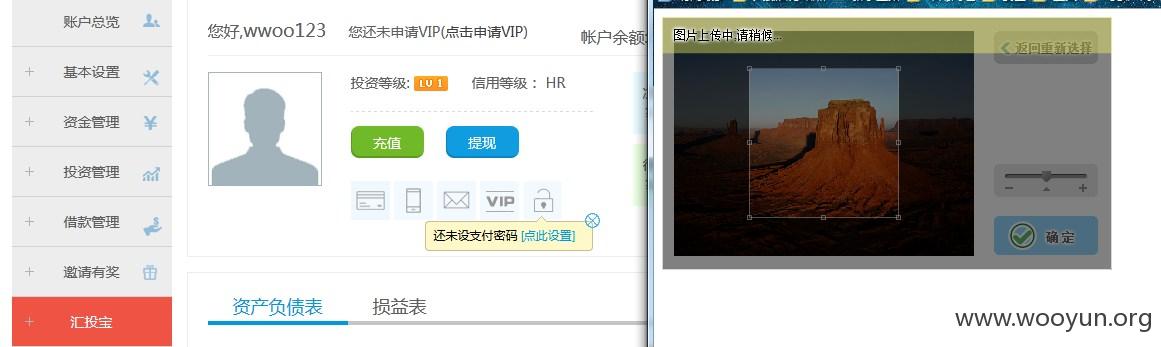 账户总览
基本设置
资金管理
投资管理
借款管理
邀请有奖
汇投宝
您好,wwoo123 您还未申请VIP(点击申请VIP) 帐户余额
投资等级: LV 1 信用等级： HR
充值 提现
VIP
还未设支付密码 [点此设置]
资产负债表 损益表
图片上传中请稍候...
返回重新选择
确定
www.wooyun.org